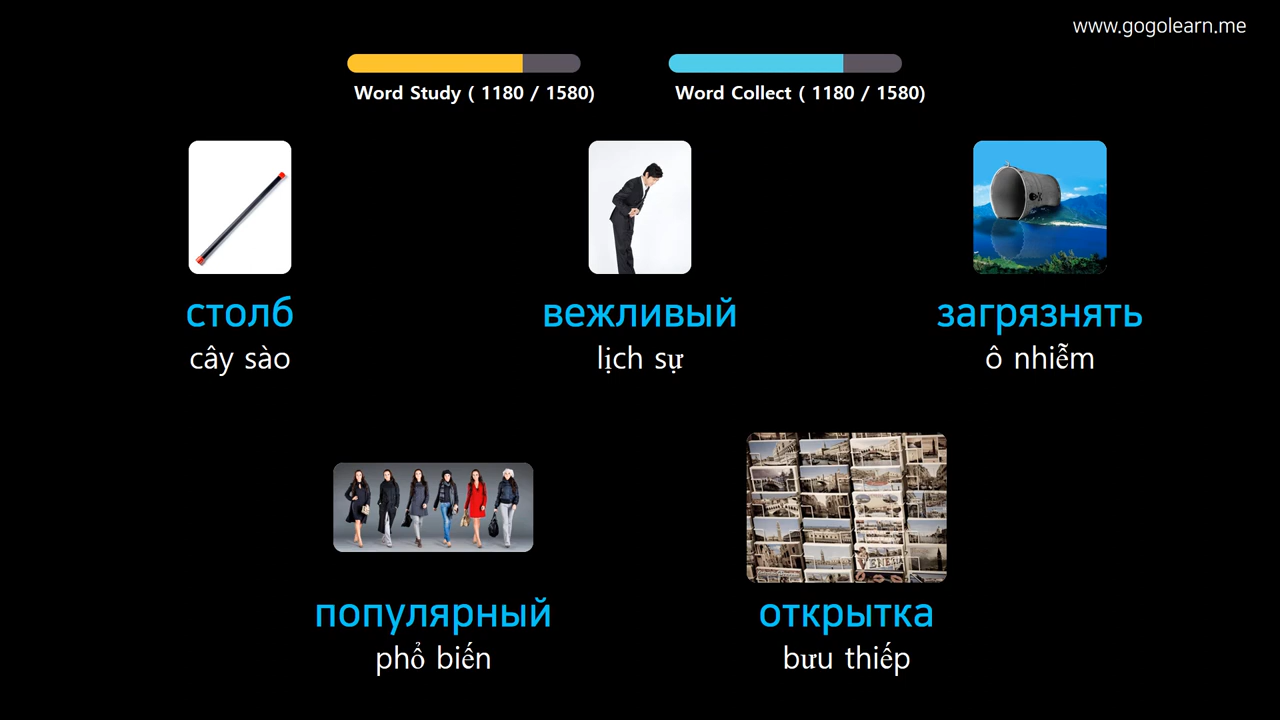 www.gogolearn.me
Word Study ( 1180 / 1580)
Word Collect ( 1180 / 1580)
столб
вежливый
загрязнять
cây sào
lịch sự
ô nhiễm
популярный
открытка
phổ biến
bưu thiếp